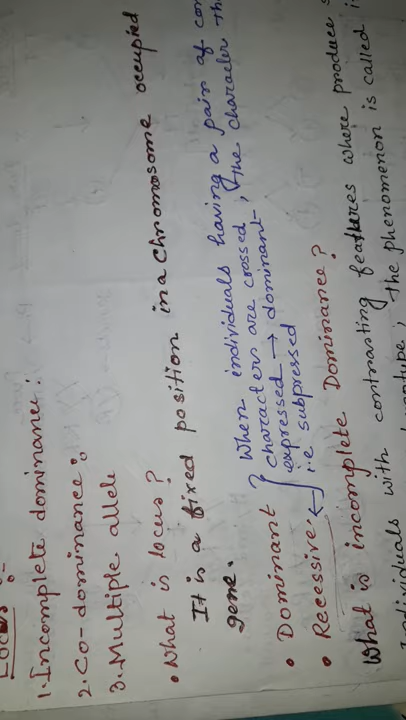 Locus :-
1. Incomplete dominance :
2. Co-dominance :
3. Multiple allele
• What is locus?
It is a fixed position in a chromosome occupied
gene.
• Dominant ? When individuals having a pair of
characters are crossed, the character
expressed → dominant
• Recessive. i.e subpressed
What is incomplete Dominance?
Individuals with contrasting features where produce
the phenomenon is called